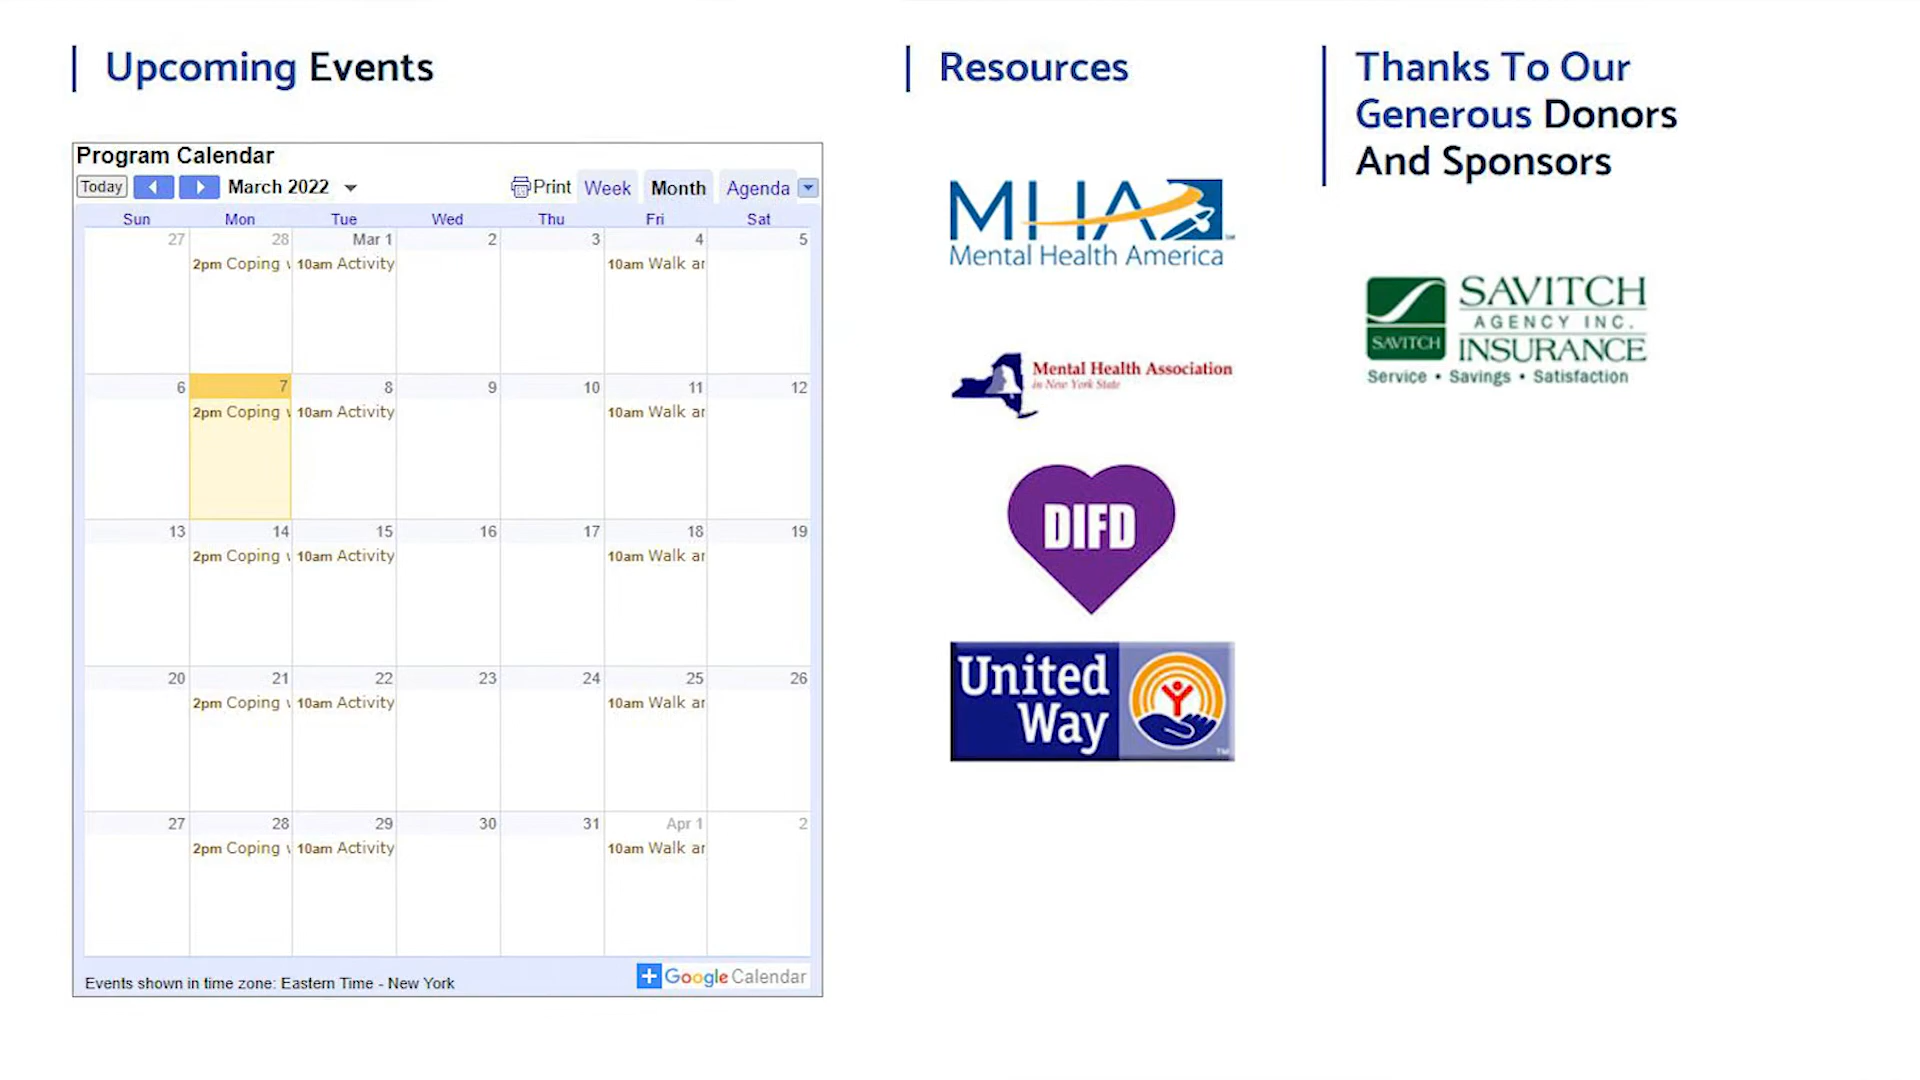 Upcoming Events
Program Calendar
Today
March 2022
Print
Week
Month
Agenda
Sun Mon Tue Wed Thu Fri Sat
27 28 Mar 1 2 3 4 5
2pm Coping 10am Activity 10am Walk
6 7 8 9 10 11 12
2pm Coping 10am Activity 10am Walk
13 14 15 16 17 18 19
2pm Coping 10am Activity 10am Walk
20 21 22 23 24 25 26
2pm Coping 10am Activity 10am Walk
27 28 29 30 31 Apr 1 2
2pm Coping 10am Activity 10am Walk
Events shown in time zone: Eastern Time - New York
Google Calendar
Resources
MHA
Mental Health America
Mental Health Association
in New York State
DIFD
United
Way
Thanks To Our
Generous Donors
And Sponsors
SAVITCH
SAVITCH
AGENCY INC.
INSURANCE
Service • Savings • Satisfaction